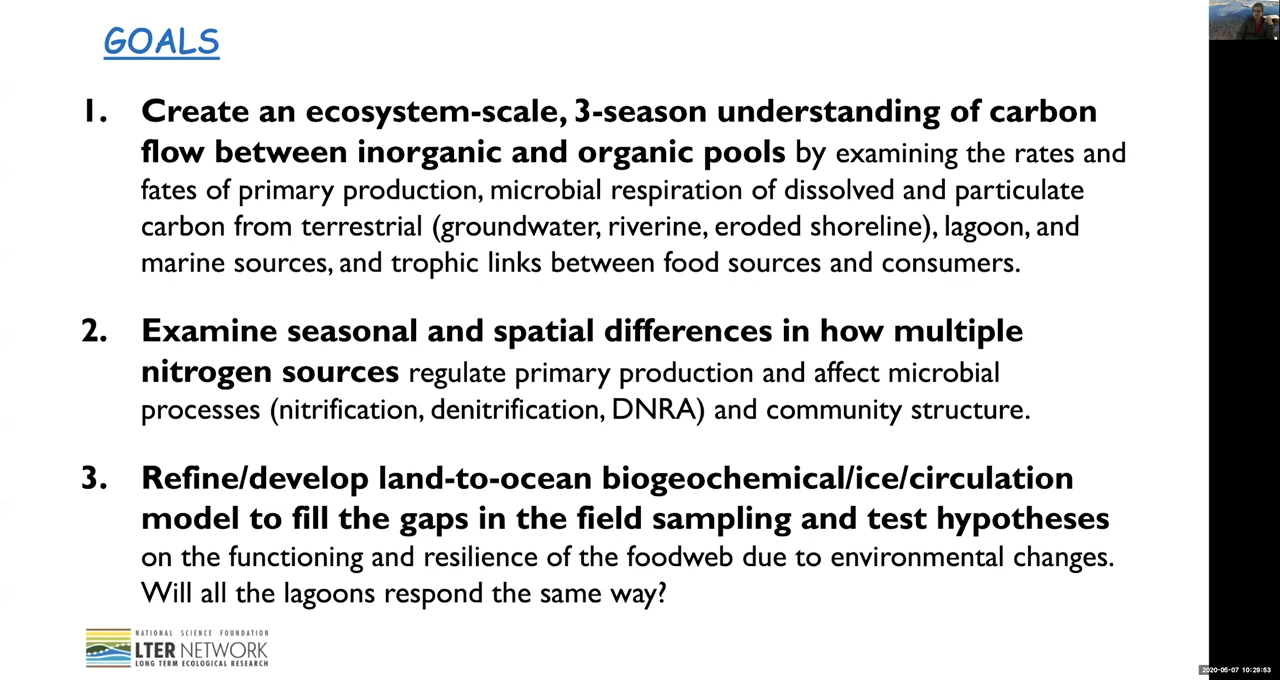 GOALS
1. Create an ecosystem-scale, 3-season understanding of carbon
flow between inorganic and organic pools by examining the rates and
fates of primary production, microbial respiration of dissolved and particulate
carbon from terrestrial (groundwater, riverine, eroded shoreline), lagoon, and
marine sources, and trophic links between food sources and consumers.
2. Examine seasonal and spatial differences in how multiple
nitrogen sources regulate primary production and affect microbial
processes (nitrification, denitrification, DNRA) and community structure.
3. Refine/develop land-to-ocean biogeochemical/ice/circulation
model to fill the gaps in the field sampling and test hypotheses
on the functioning and resilience of the foodweb due to environmental changes.
Will all the lagoons respond the same way?
NATIONAL SCIENCE FOUNDATION
LTER NETWORK
LONG TERM ECOLOGICAL RESEARCH
2020-05-07 10:29:53